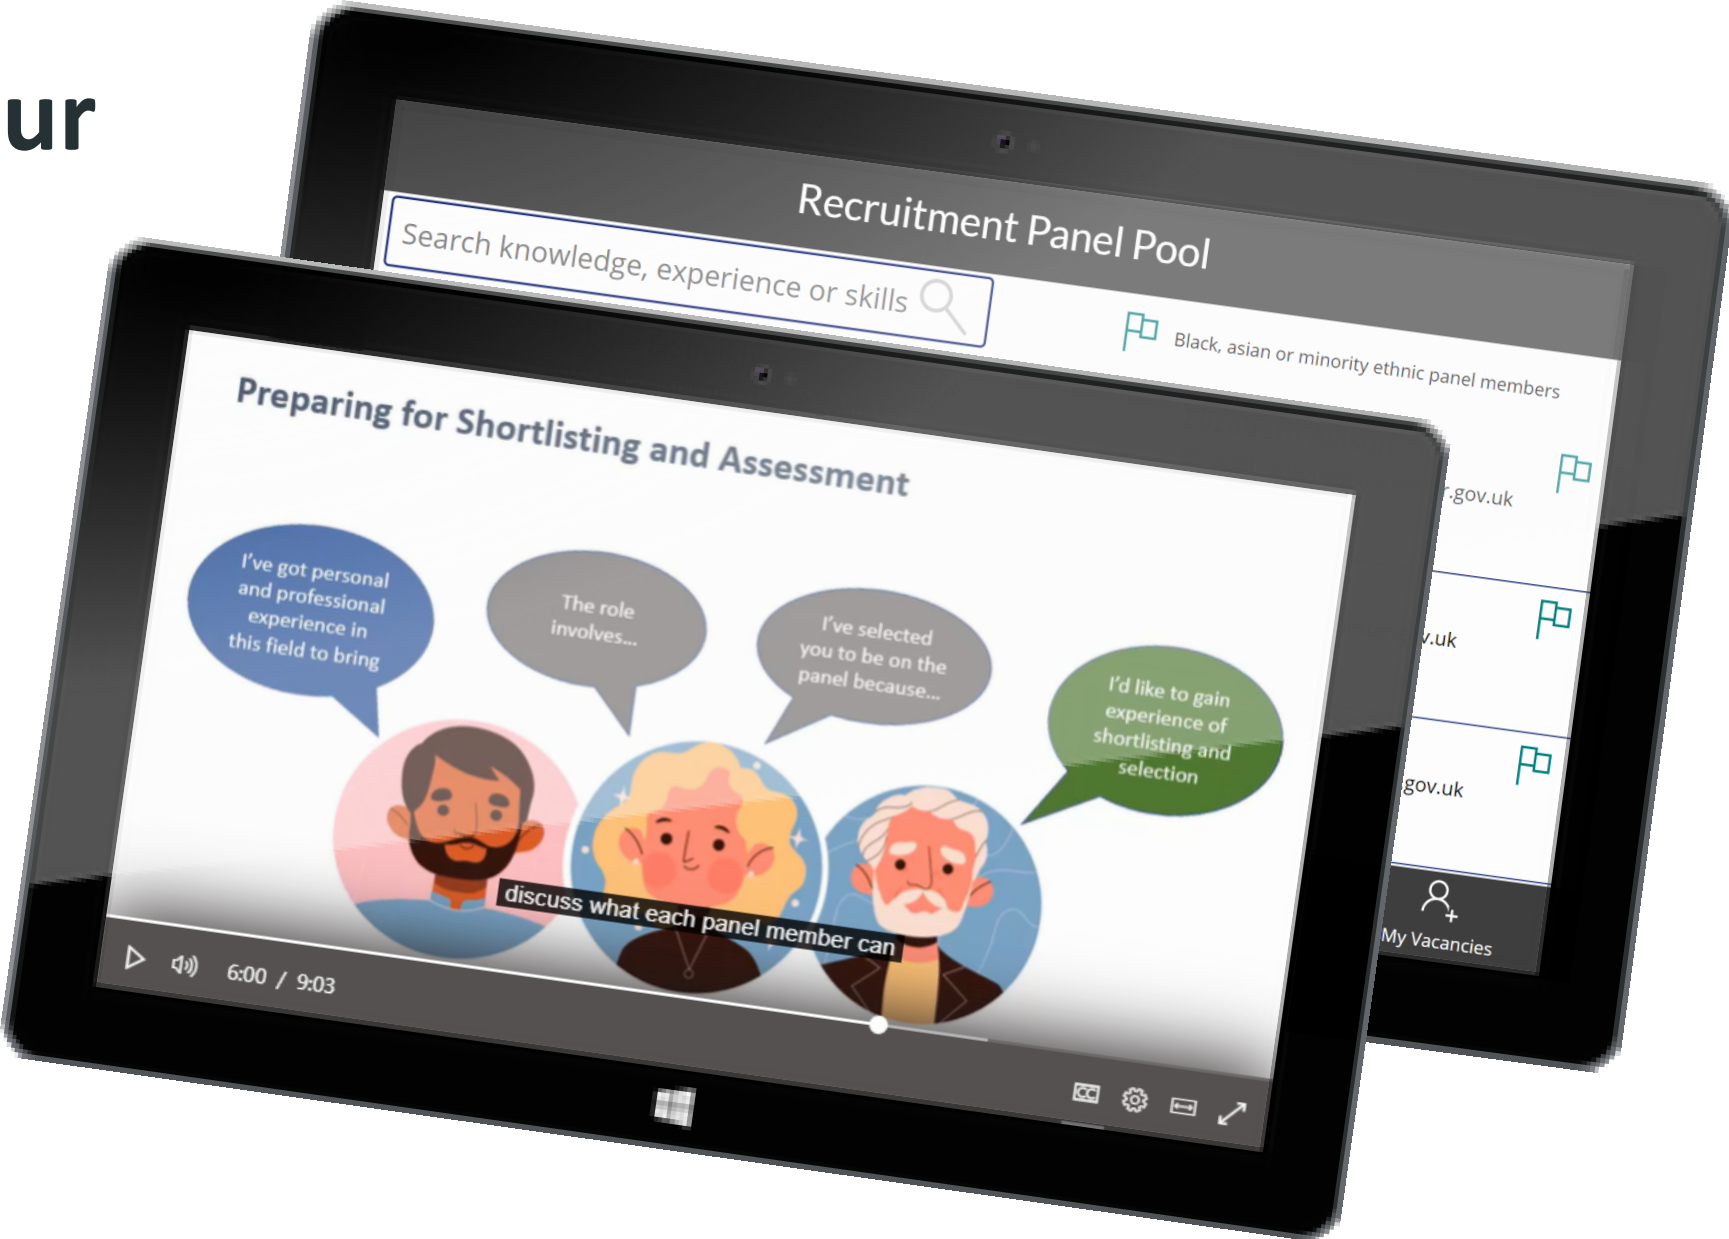 ur
Recruitment Panel Pool
Search knowledge, experience or skills
Black, asian or minority ethnic panel members
r.gov.uk
v.uk
gov.uk
My Vacancies
Preparing for Shortlisting and Assessment
I've got personal
and professional
experience in
this field to bring
The role
involves...
I've selected
you to be on the
panel because...
I'd like to gain
experience of
shortlisting and
selection
discuss what each panel member can
6:00 / 9:03
CC